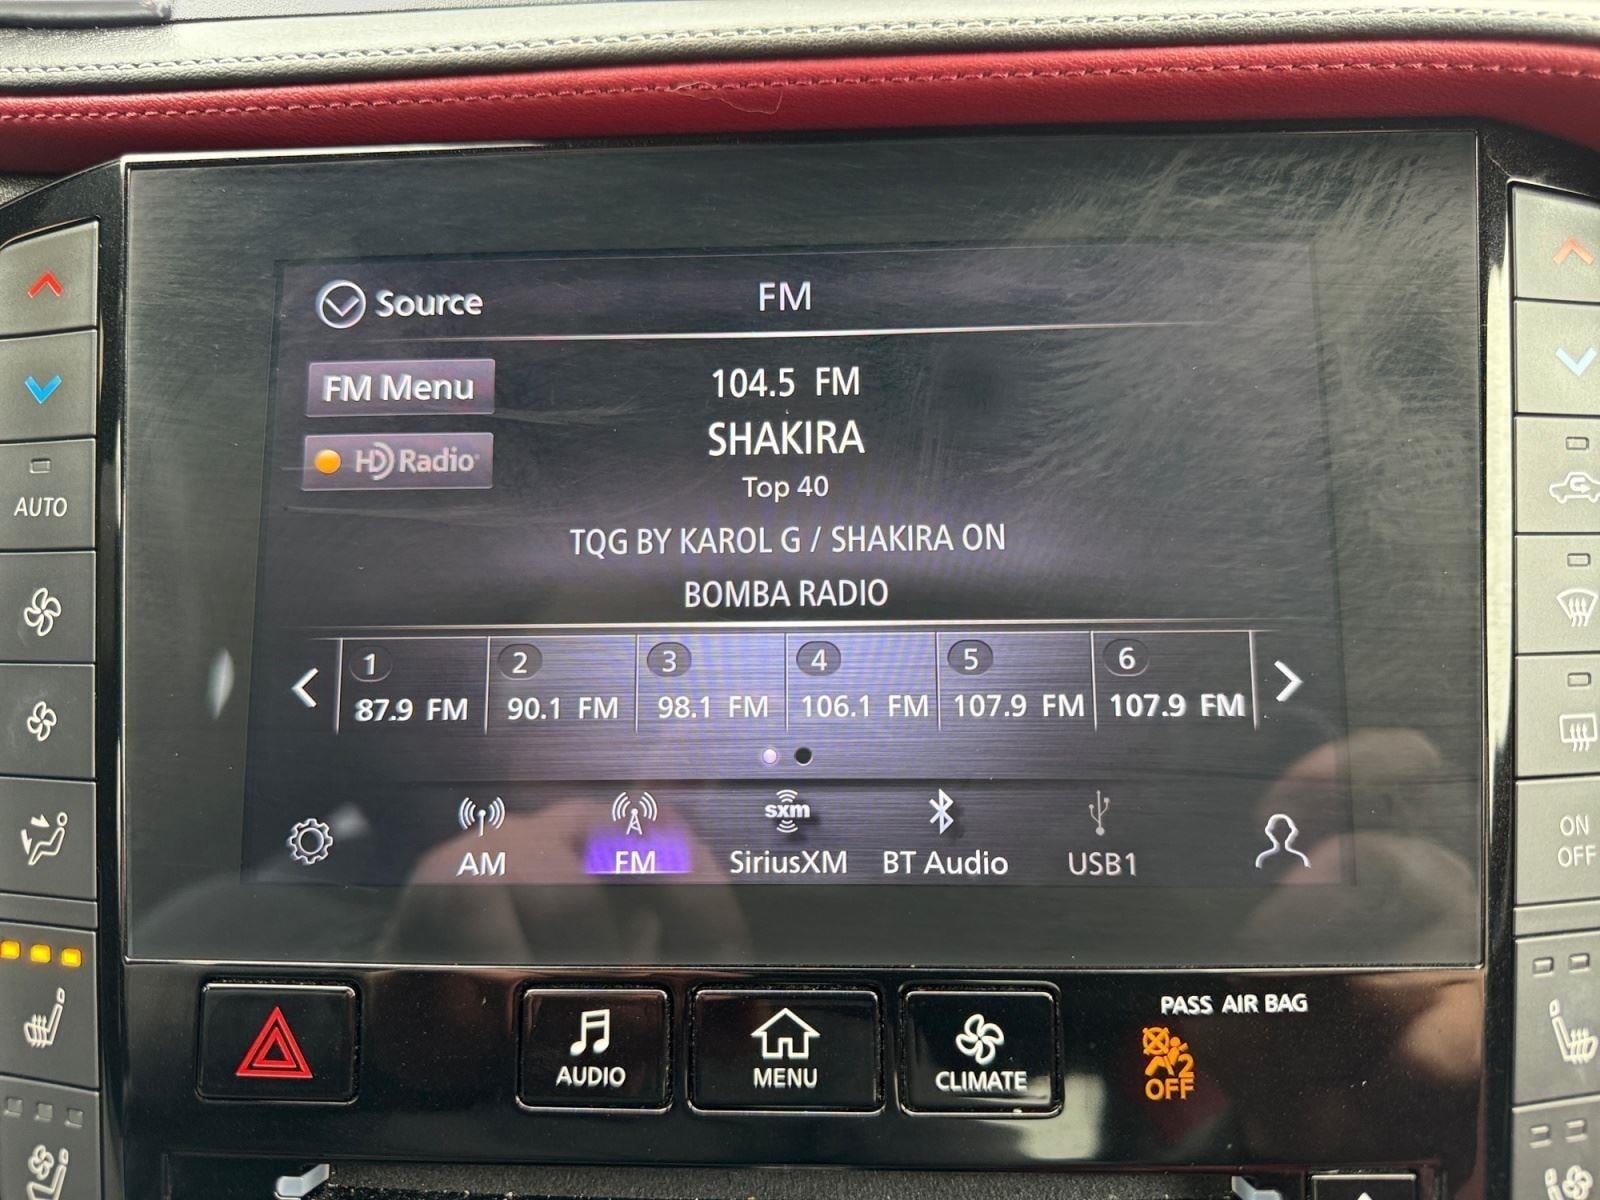 Source
FM
FM Menu
104.5 FM
SHAKIRA
HD Radio
Top 40
TQG BY KAROL G / SHAKIRA ON
BOMBA RADIO
AUTO
1 2 3 4 5 6
87.9 FM 90.1 FM 98.1 FM 106.1 FM 107.9 FM 107.9 FM
sxm
AM FM SiriusXM BT Audio USB1
ON
OFF
PASS AIR BAG
AUDIO MENU CLIMATE
2
OFF